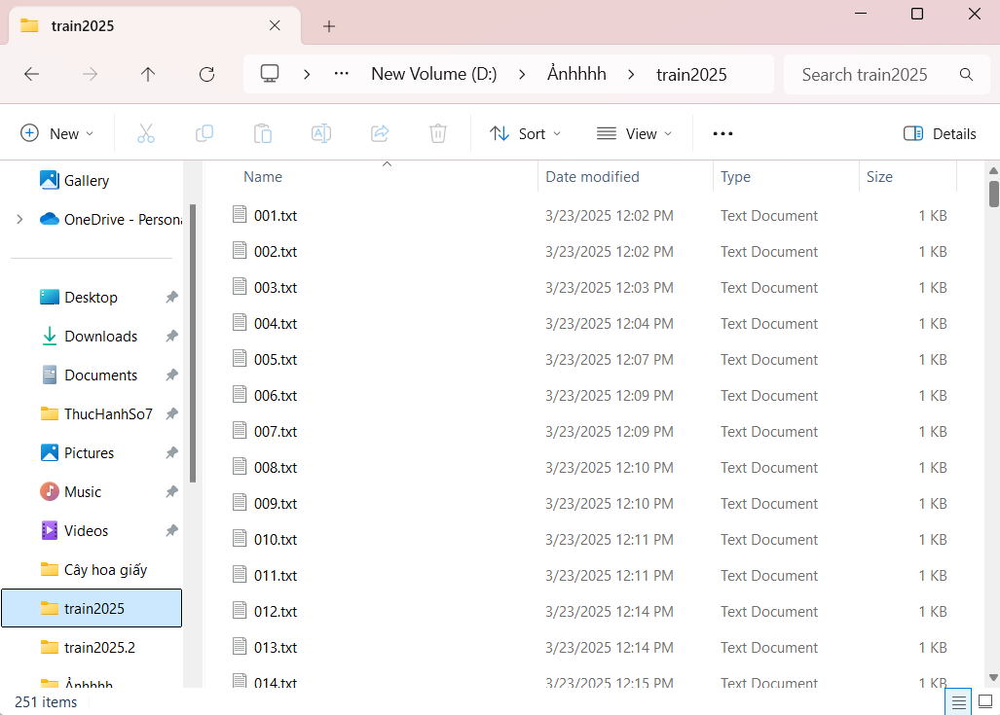 train2025
New Volume (D:) Ảnhhhh train2025 Search train2025
New Sort View Details
Gallery
OneDrive - Persona
Desktop
Downloads
Documents
ThucHanhSo7
Pictures
Music
Videos
Cây hoa giấy
train2025
train2025.2
Ảnhhhh
Name Date modified Type Size
001.txt 3/23/2025 12:02 PM Text Document 1 KB
002.txt 3/23/2025 12:02 PM Text Document 1 KB
003.txt 3/23/2025 12:03 PM Text Document 1 KB
004.txt 3/23/2025 12:04 PM Text Document 1 KB
005.txt 3/23/2025 12:07 PM Text Document 1 KB
006.txt 3/23/2025 12:09 PM Text Document 1 KB
007.txt 3/23/2025 12:09 PM Text Document 1 KB
008.txt 3/23/2025 12:10 PM Text Document 1 KB
009.txt 3/23/2025 12:10 PM Text Document 1 KB
010.txt 3/23/2025 12:11 PM Text Document 1 KB
011.txt 3/23/2025 12:11 PM Text Document 1 KB
012.txt 3/23/2025 12:14 PM Text Document 1 KB
013.txt 3/23/2025 12:14 PM Text Document 1 KB
014.txt 3/23/2025 12:15 PM Text Document 1 KB
251 items